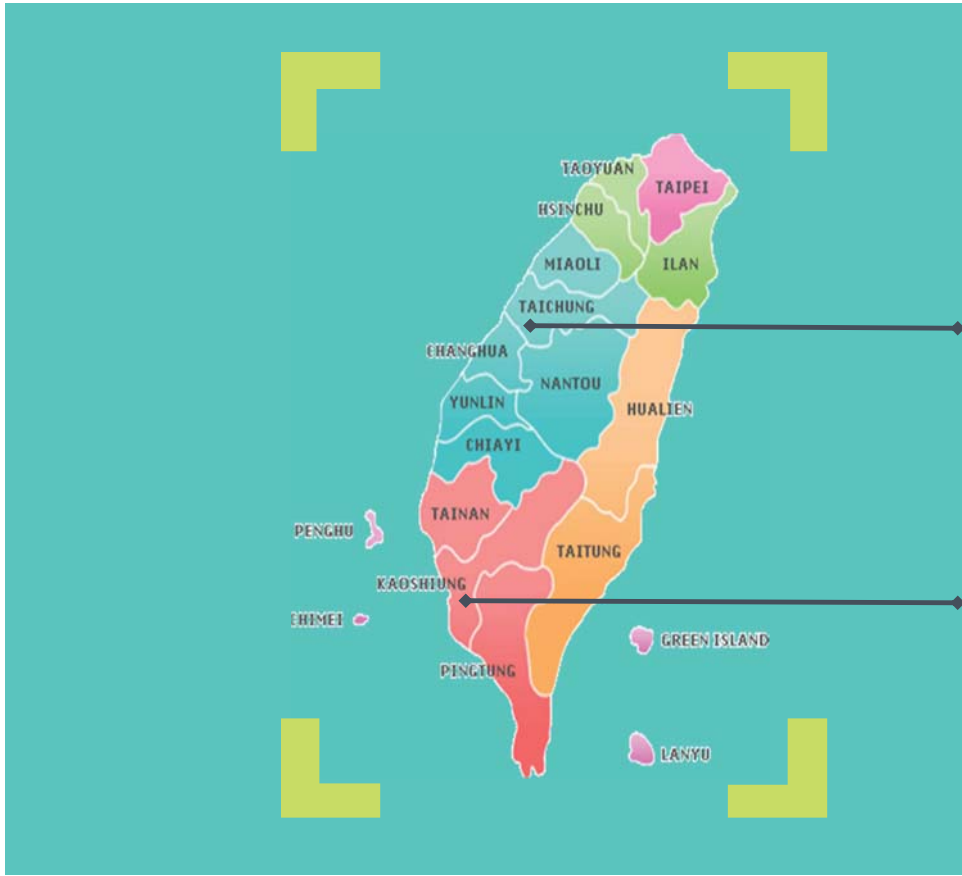 TAOYUAN
TAIPEI
HSINCHU
MIAOLI
ILAN
TAICHUNG
CHANGHUA
NANTOU
YUNLIN
HUALIEN
CHIAYI
TAINAN
PENGHU
TAITUNG
KAOSHIUNG
CHIMEI
GREEN ISLAND
PINGTUNG
LANYU